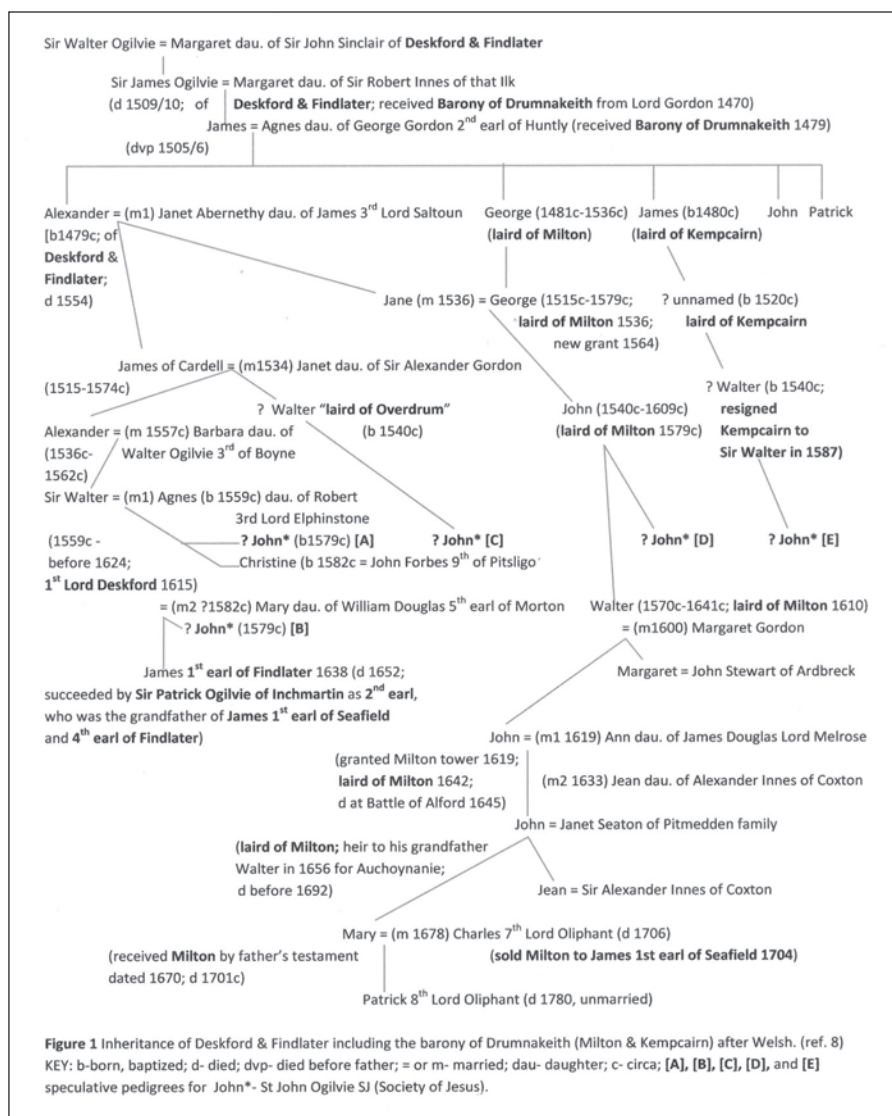 Sir Walter Ogilvie = Margaret dau. of Sir John Sinclair of Deskford & Findlater
Sir James Ogilvie = Margaret dau. of Sir Robert Innes of that Ilk
(d 1509/10; of Deskford & Findlater; received Barony of Drumnakeith from Lord Gordon 1470)
James = Agnes dau. of George Gordon 2nd earl of Huntly (received Barony of Drumnakeith 1479)
(dvp 1505/6)
Alexander = (m1) Janet Abernethy dau. of James 3rd Lord Saltoun
[b1479c; of
Deskford &
Findlater;
d 1554)
George (1481c-1536c)
(laird of Milton)
James (b1480c)
(laird of Kempcairn)
John
Patrick
Jane (m 1536) = George (1515c-1579c;
laird of Milton 1536;
new grant 1564)
? unnamed (b 1520c)
laird of Kempcairn
James of Cardell = (m1534) Janet dau. of Sir Alexander Gordon
(1515-1574c)
? Walter "laird of Overdrum"
(b 1540c)
John (1540c-1609c)
(laird of Milton 1579c)
? Walter (b 1540c;
resigned
Kempcairn to
Sir Walter in 1587)
Alexander = (m 1557c) Barbara dau. of
(1536c- Walter Ogilvie 3rd of Boyne
1562c)
Sir Walter = (m1) Agnes (b 1559c) dau. of Robert
3rd Lord Elphinstone
(1559c -
before 1624;
1st Lord Deskford 1615)
? John* (b1579c) [A]
? John* [C]
? John* [D]
? John* [E]
Christine (b 1582c = John Forbes 9th of Pitsligo
= (m2 ?1582c) Mary dau. of William Douglas 5th earl of Morton
? John* (1579c) [B]
Walter (1570c-1641c; laird of Milton 1610)
= (m1600) Margaret Gordon
James 1st earl of Findlater 1638 (d 1652;
succeeded by Sir Patrick Ogilvie of Inchmartin as 2nd earl,
who was the grandfather of James 1st earl of Seafield
and 4th earl of Findlater)
Margaret = John Stewart of Ardbreck
John = (m1 1619) Ann dau. of James Douglas Lord Melrose
(granted Milton tower 1619;
laird of Milton 1642;
d at Battle of Alford 1645)
(m2 1633) Jean dau. of Alexander Innes of Coxton
John = Janet Seaton of Pitmedden family
(laird of Milton; heir to his grandfather
Walter in 1656 for Auchoynanie;
d before 1692)
Jean = Sir Alexander Innes of Coxton
Mary = (m 1678) Charles 7th Lord Oliphant (d 1706)
(received Milton by father's testament
dated 1670; d 1701c)
(sold Milton to James 1st earl of Seafield 1704)
Patrick 8th Lord Oliphant (d 1780, unmarried)
Figure 1 Inheritance of Deskford & Findlater including the barony of Drumnakeith (Milton & Kempcairn) after Welsh. (ref. 8)
KEY: b-born, baptized; d- died; dvp- died before father; = or m- married; dau- daughter; c- circa; [A], [B], [C], [D], and [E]
speculative pedigrees for John*- St John Ogilvie SJ (Society of Jesus).